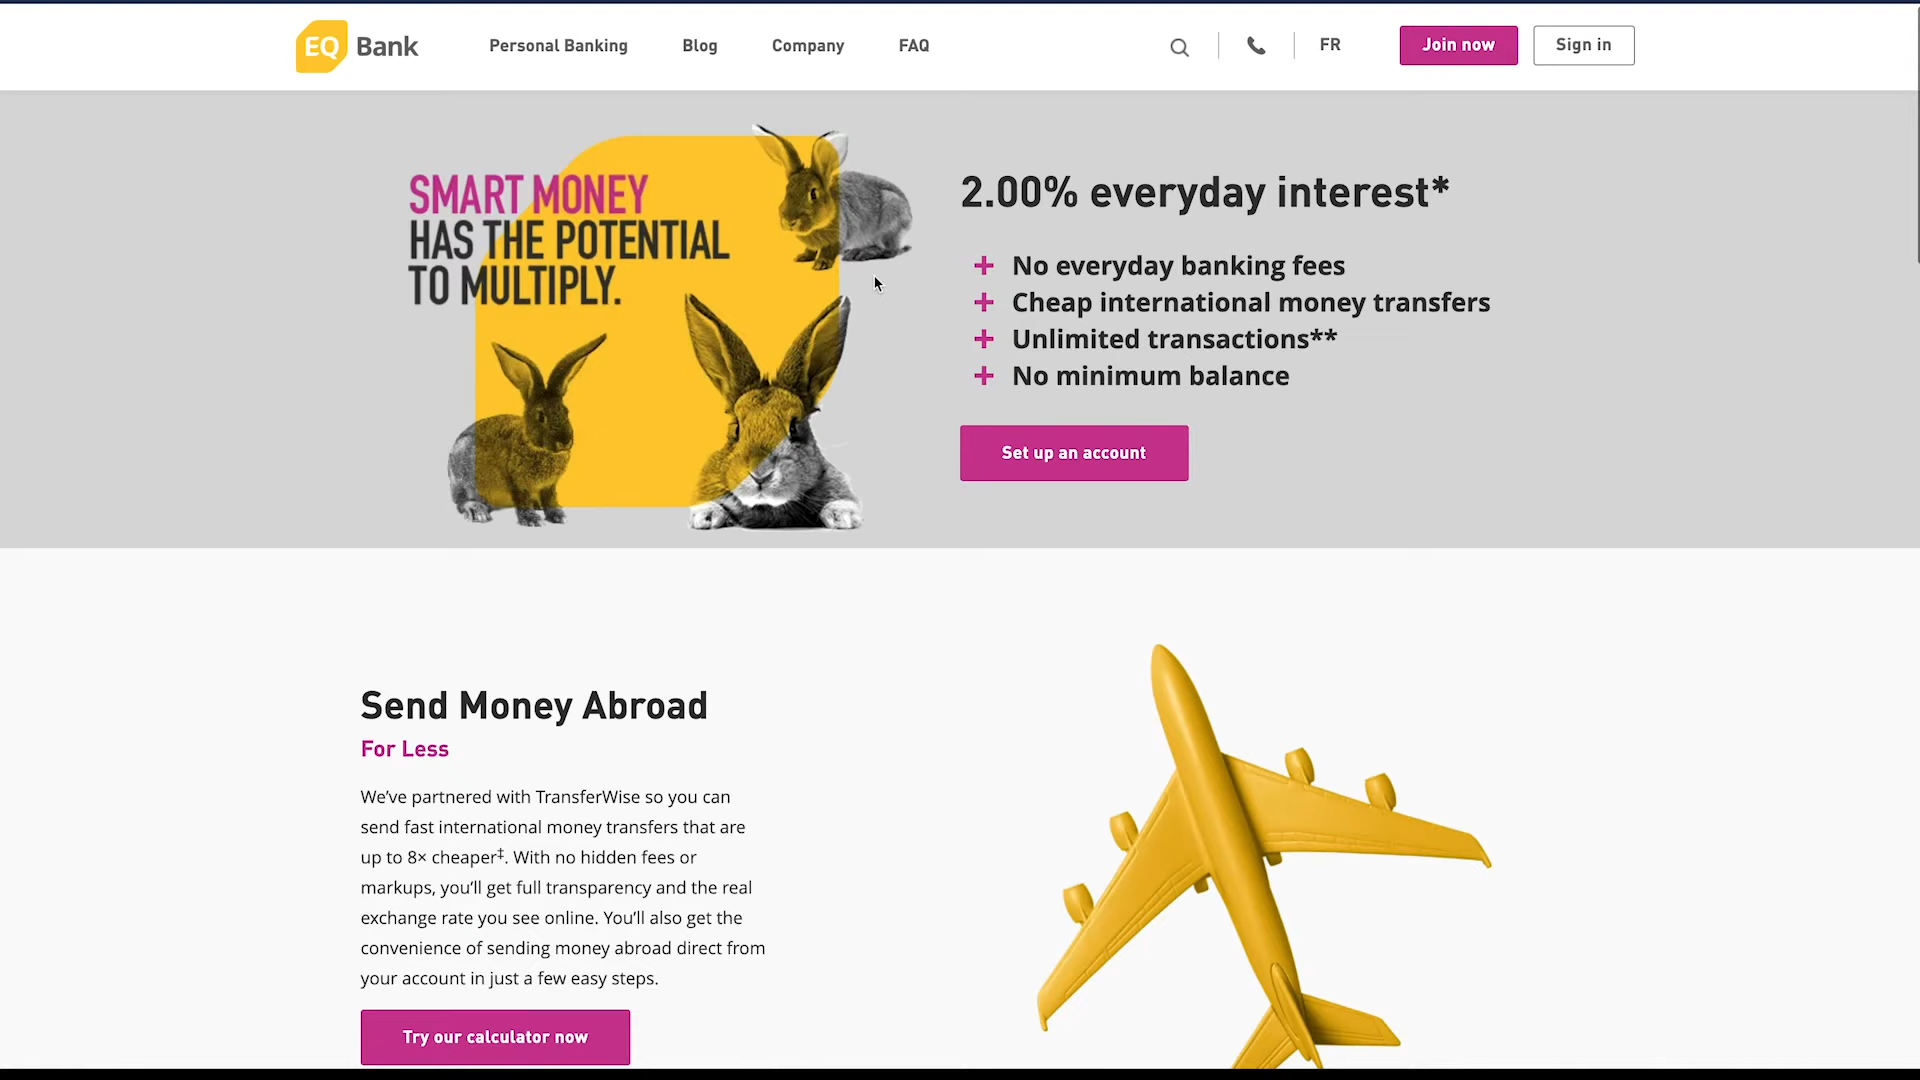 EQ Bank
Personal Banking
Blog
Company
FAQ
FR
Join now
Sign in
SMART MONEY
HAS THE POTENTIAL
TO MULTIPLY.
2.00% everyday interest*
+ No everyday banking fees
+ Cheap international money transfers
+ Unlimited transactions**
+ No minimum balance
Set up an account
Send Money Abroad
For Less
We’ve partnered with TransferWise so you can
send fast international money transfers that are
up to 8× cheaper‡. With no hidden fees or
markups, you’ll get full transparency and the real
exchange rate you see online. You’ll also get the
convenience of sending money abroad direct from
your account in just a few easy steps.
Try our calculator now